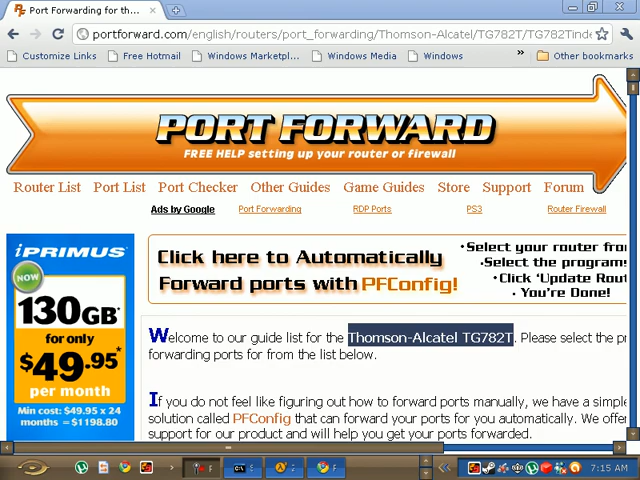 Port Forwarding for th
portforward.com/english/routers/port_forwarding/Thomson-Alcatel/TG782T/TG782Tinde
Customize Links Free Hotmail Windows Marketpl... Windows Media Windows » Other bookmarks
PORT FORWARD
FREE HELP setting up your router or firewall
Router List Port List Port Checker Other Guides Game Guides Store Support Forum
Ads by Google Port Forwarding RDP Ports PS3 Router Firewall
iPRIMUS
NOW
130GB*
for only
$49.95*
per month
Min cost: $49.95 x 24
months = $1198.80
Click here to Automatically
Forward ports with PFConfig!
•Select your router from
•Select the programs
•Click 'Update Rout
• You're Done!
Welcome to our guide list for the Thomson-Alcatel TG782T. Please select the pr
forwarding ports for from the list below.
If you do not feel like figuring out how to forward ports manually, we have a simple
solution called PFConfig that can forward your ports for you automatically. We offer
support for our product and will help you get your ports forwarded.
7:15 AM